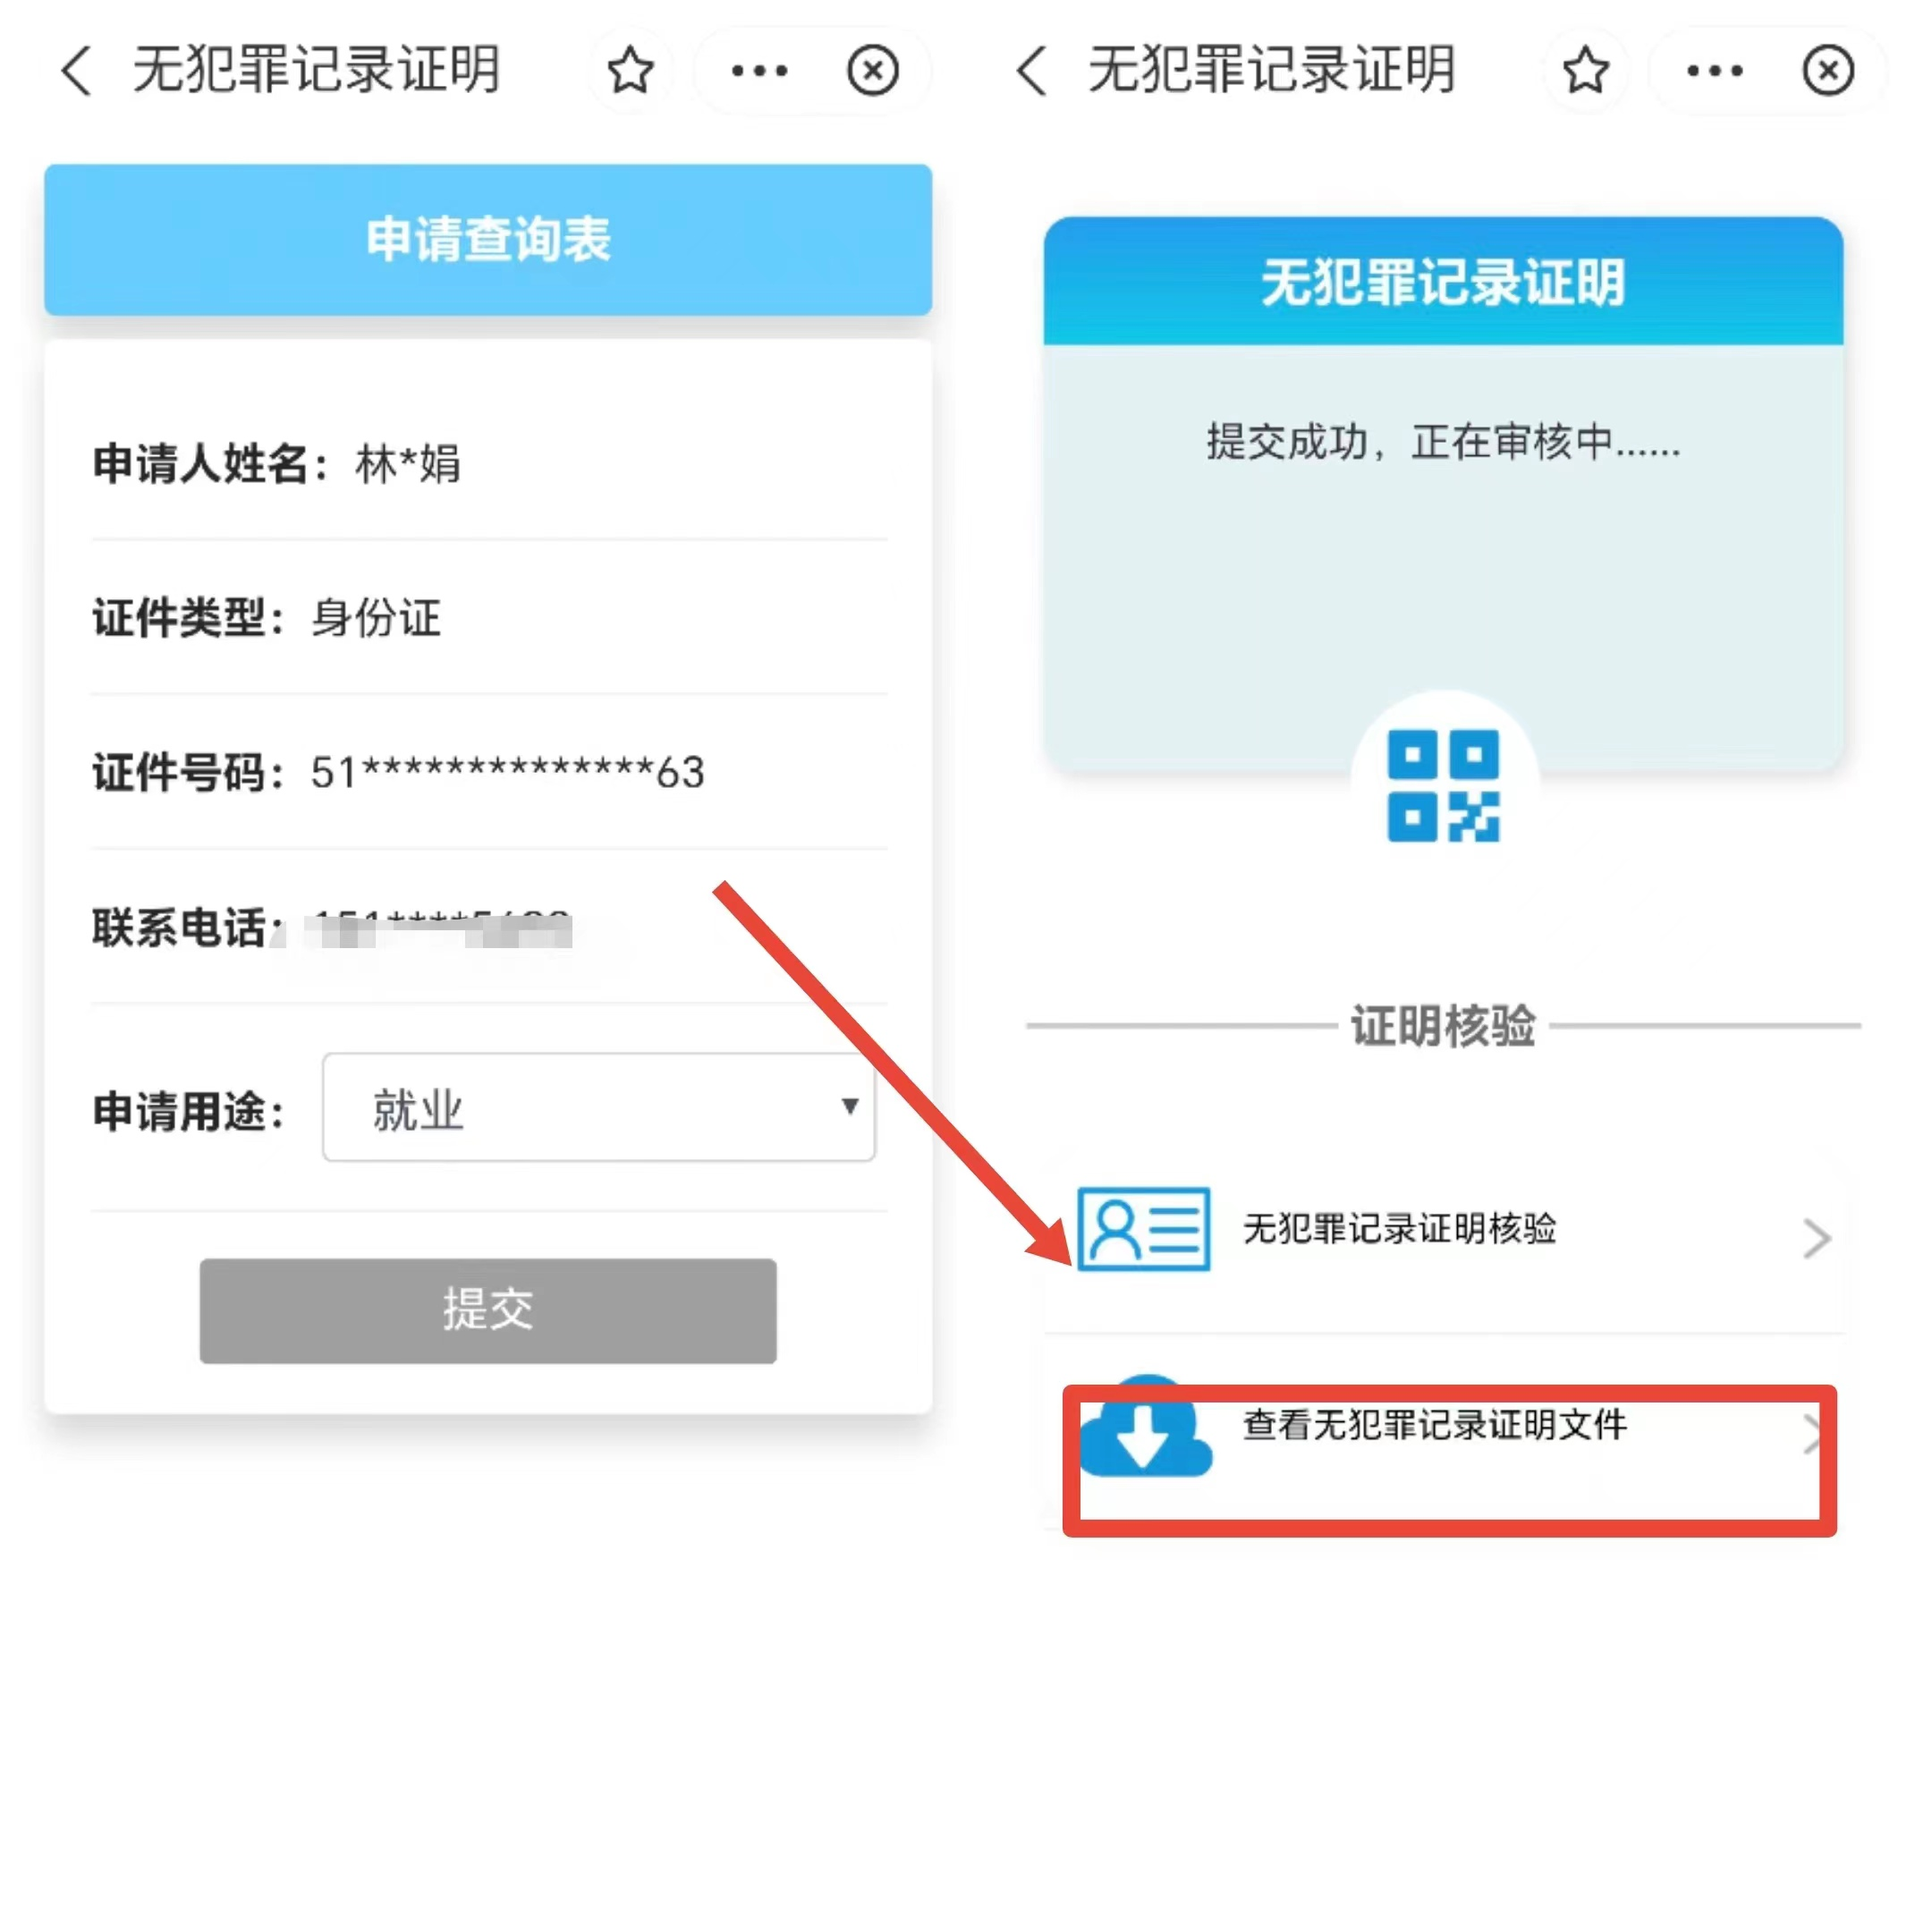 无犯罪记录证明
申请查询表
申请人姓名：林*娟
证件类型：身份证
证件号码：51**************63
联系电话：
申请用途：就业
提交
无犯罪记录证明
无犯罪记录证明
提交成功，正在审核中......
证明核验
无犯罪记录证明核验
查看无犯罪记录证明文件